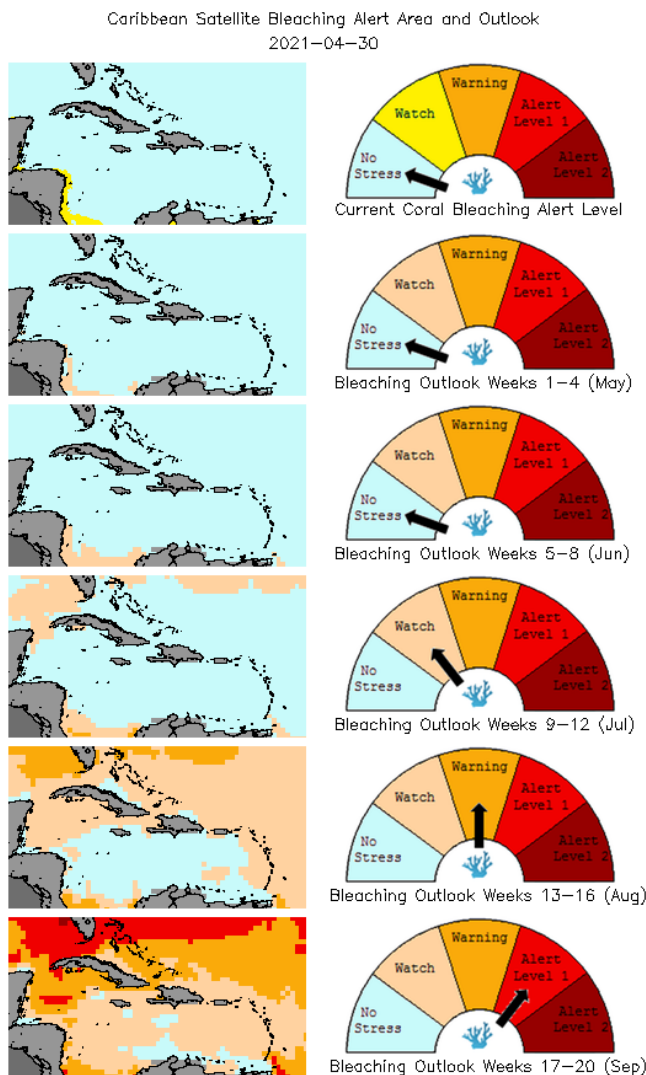 Caribbean Satellite Bleaching Alert Area and Outlook
2021-04-30
Warning
Watch
Alert
Level 1
No
Stress
Alert
Level 2
Current Coral Bleaching Alert Level
Warning
Watch
Alert
Level 1
No
Stress
Alert
Level 2
Bleaching Outlook Weeks 1-4 (May)
Warning
Watch
Alert
Level 1
No
Stress
Alert
Level 2
Bleaching Outlook Weeks 5-8 (Jun)
Warning
Watch
Alert
Level 1
No
Stress
Alert
Level 2
Bleaching Outlook Weeks 9-12 (Jul)
Warning
Watch
Alert
Level 1
No
Stress
Alert
Level 2
Bleaching Outlook Weeks 13-16 (Aug)
Warning
Watch
Alert
Level 1
No
Stress
Alert
Level 2
Bleaching Outlook Weeks 17-20 (Sep)